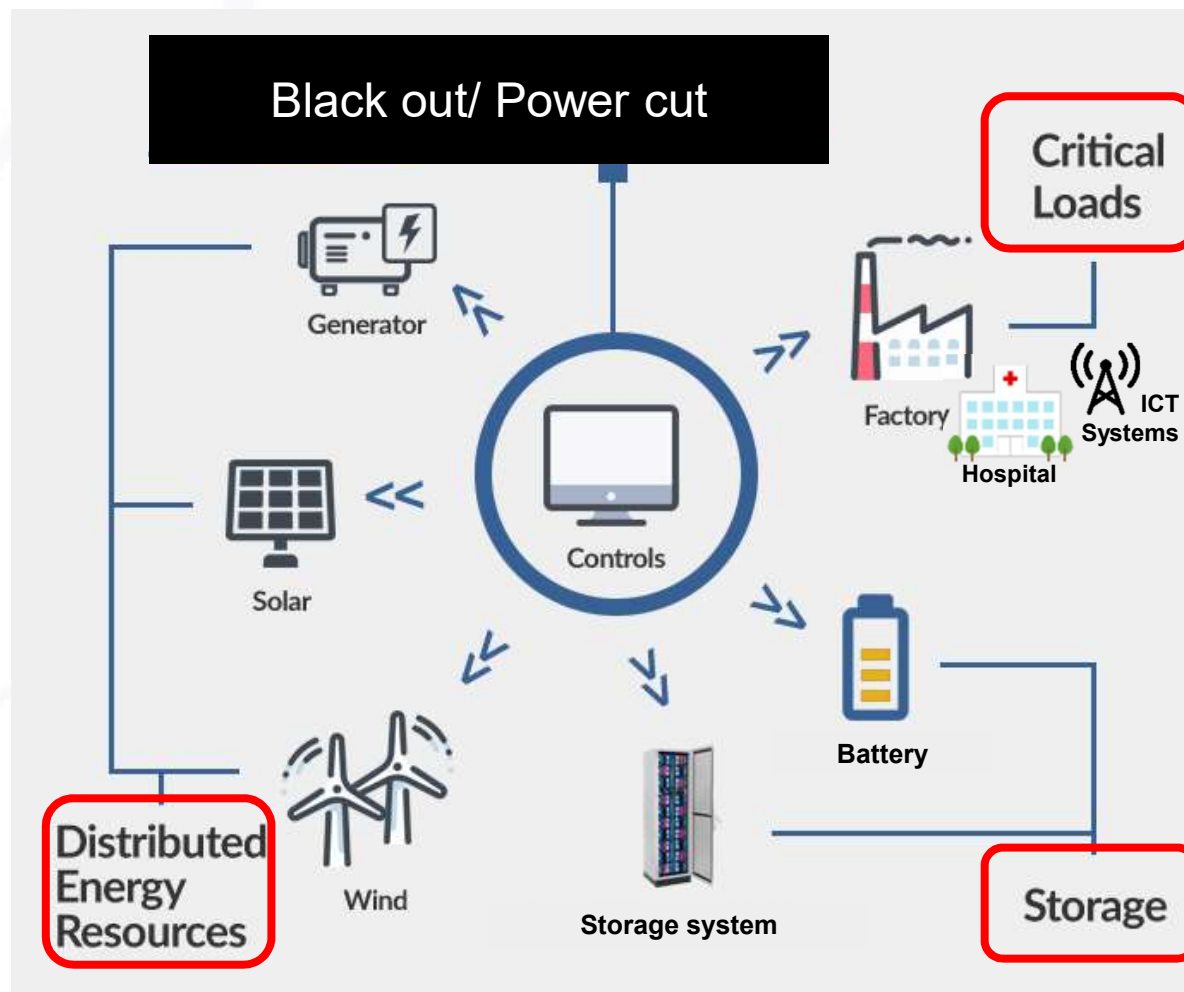 Black out/ Power cut
Critical
Loads
Generator
Factory
ICT
Systems
Hospital
Controls
Solar
Battery
Distributed
Energy
Resources
Wind
Storage system
Storage